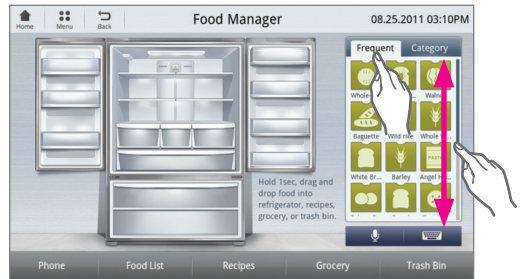 Home
Menu
Back
Food Manager
08.25.2011 03:10PM
Frequent
Category
Whole
Waln
Baguette
Wild rice
Whole
White Br...
Barley
Angel H...
PASTA
Hold 1sec, drag and
drop food into
refrigerator, recipes,
grocery, or trash bin.
Phone
Food List
Recipes
Grocery
Trash Bin